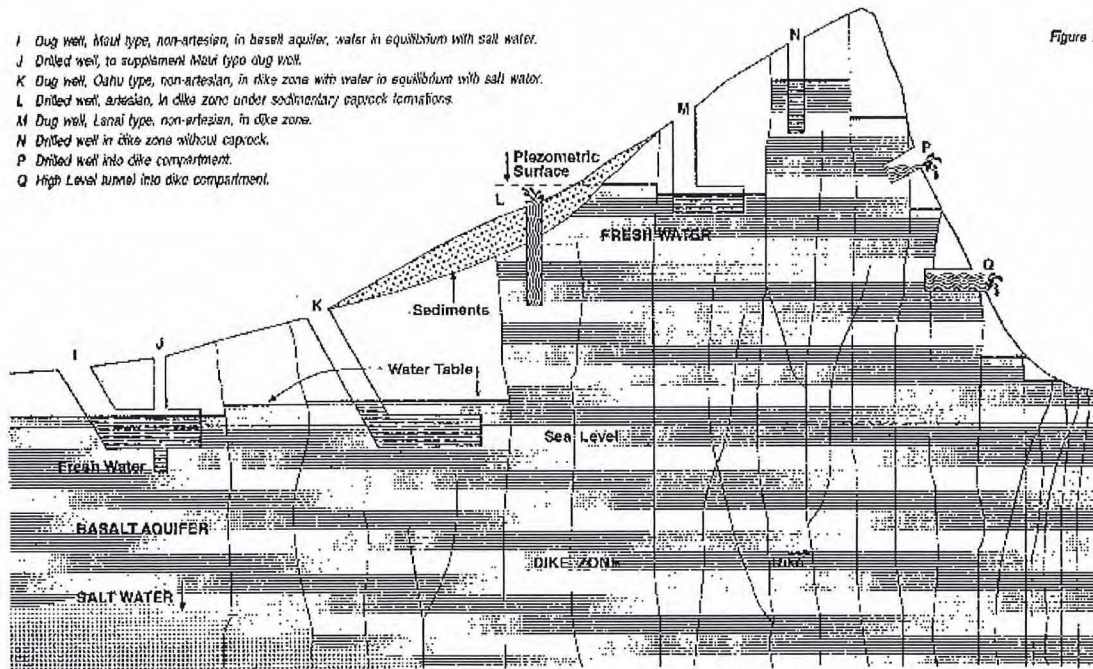 I Dug well, Maui type, non-artesian, in basalt aquifer, water in equilibrium with salt water.
J Drilled well, to supplement Maui type dug well.
K Dug well, Oahu type, non-artesian, in dike zone with water in equilibrium with salt water.
L Drilled well, artesian, in dike zone under sedimentary caprock formations.
M Dug well, Lanai type, non-artesian, in dike zone.
N Drilled well in dike zone without caprock.
P Drilled well into dike compartment.
Q High Level tunnel into dike compartment.
Figure
N
M
P
Piezometric
Surface
L
FRESH WATER
Q
K
Sediments
I
J
Water Table
Sea Level
Fresh Water
BASALT AQUIFER
DIKE ZONE
SALT WATER